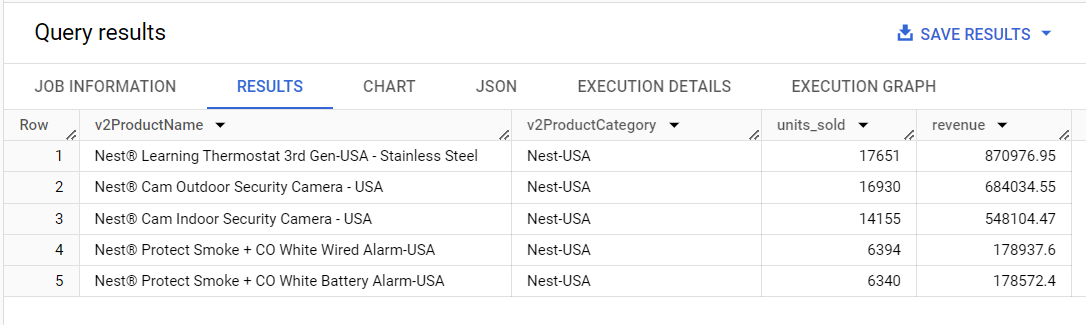 Query results
SAVE RESULTS
JOB INFORMATION RESULTS CHART JSON EXECUTION DETAILS EXECUTION GRAPH
Row v2ProductName v2ProductCategory units_sold revenue
1 Nest® Learning Thermostat 3rd Gen-USA - Stainless Steel Nest-USA 17651 870976.95
2 Nest® Cam Outdoor Security Camera - USA Nest-USA 16930 684034.55
3 Nest® Cam Indoor Security Camera - USA Nest-USA 14155 548104.47
4 Nest® Protect Smoke + CO White Wired Alarm-USA Nest-USA 6394 178937.6
5 Nest® Protect Smoke + CO White Battery Alarm-USA Nest-USA 6340 178572.4